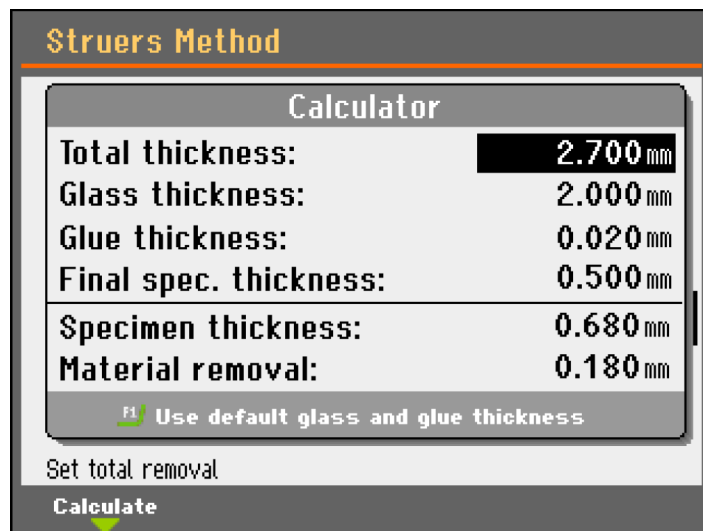 Struers Method
Calculator
Total thickness: 2.700 mm
Glass thickness: 2.000 mm
Glue thickness: 0.020 mm
Final spec. thickness: 0.500 mm
Specimen thickness: 0.680 mm
Material removal: 0.180 mm
F1 Use default glass and glue thickness
Set total removal
Calculate